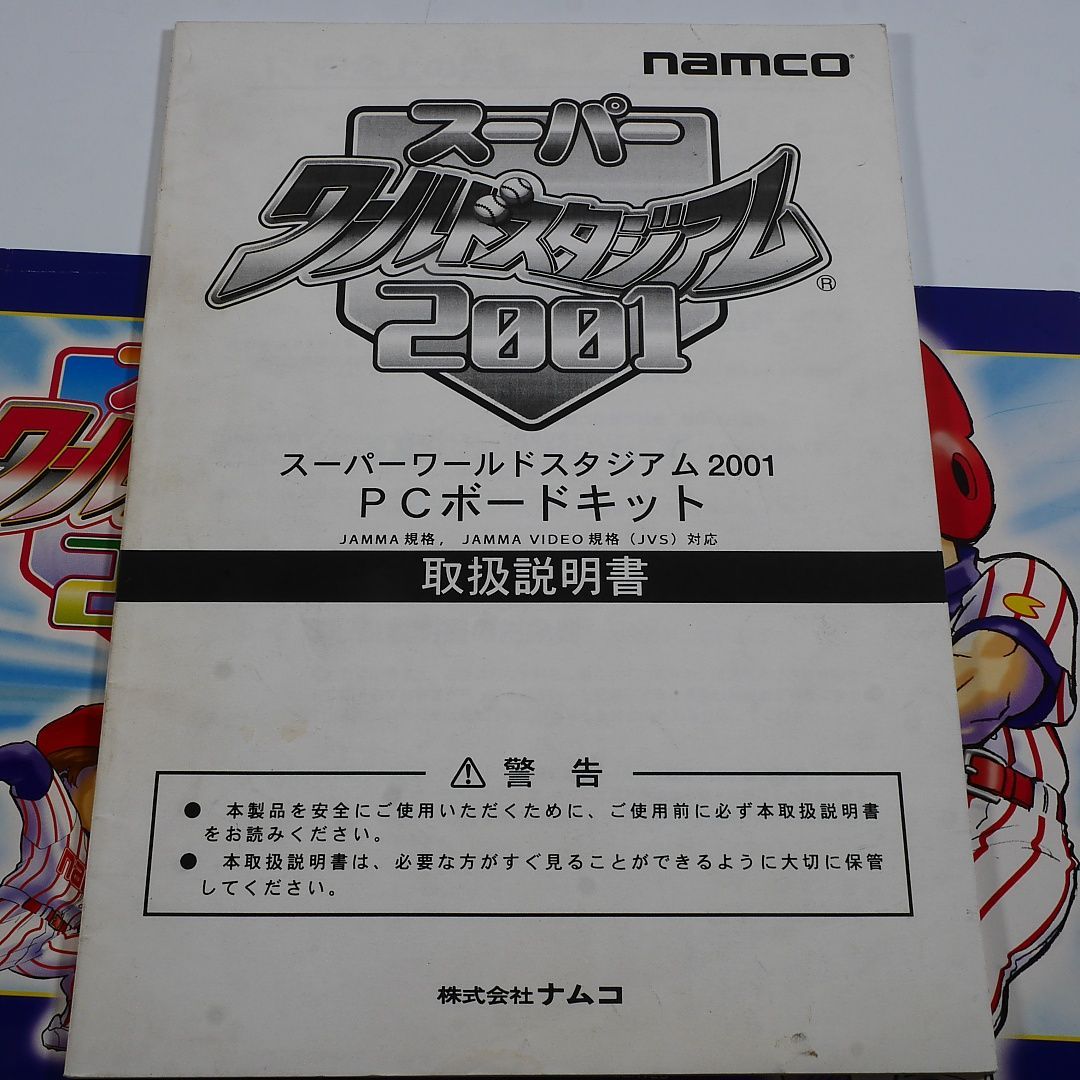 namco
スーパー
ワールドスタジアム®
2001
スーパーワールドスタジアム 2001
PCボードキット
JAMMA規格, JAMMA VIDEO規格(JVS)対応
取扱説明書
⚠ 警 告
● 本製品を安全にご使用いただくために、ご使用前に必ず本取扱説明書
をお読みください。
● 本取扱説明書は、必要な方がすぐ見ることができるように大切に保管
してください。
株式会社ナムコ
ワール
2